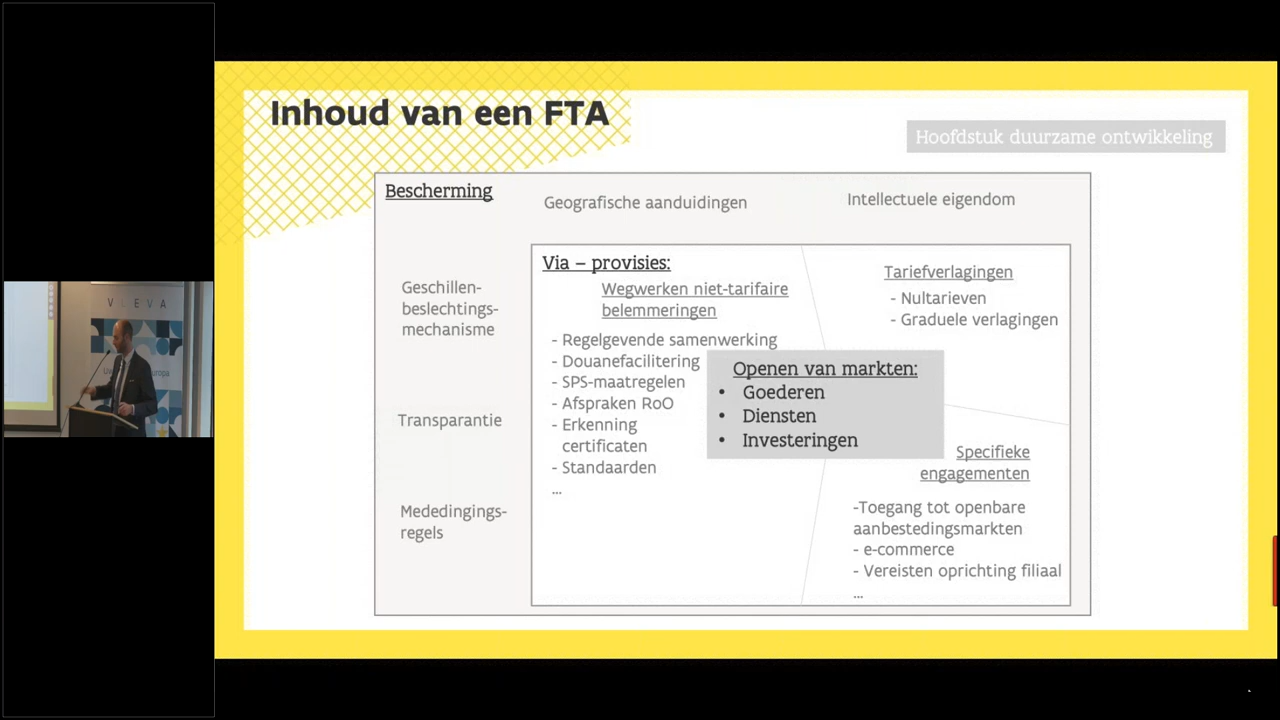 Inhoud van een FTA
Hoofdstuk duurzame ontwikkeling
Bescherming
Geografische aanduidingen
Intellectuele eigendom
Geschillen-
beslechtings-
mechanisme
Transparantie
Mededingings-
regels
Via – provisies:
Wegwerken niet-tarifaire
belemmeringen
- Regelgevende samenwerking
- Douanefacilitering
- SPS-maatregelen
- Afspraken RoO
- Erkenning
certificaten
- Standaarden
...
Openen van markten:
• Goederen
• Diensten
• Investeringen
Tariefverlagingen
- Nultarieven
- Graduele verlagingen
Specifieke
engagementen
-Toegang tot openbare
aanbestedingsmarkten
- e-commerce
- Vereisten oprichting filiaal
...
VLEVA